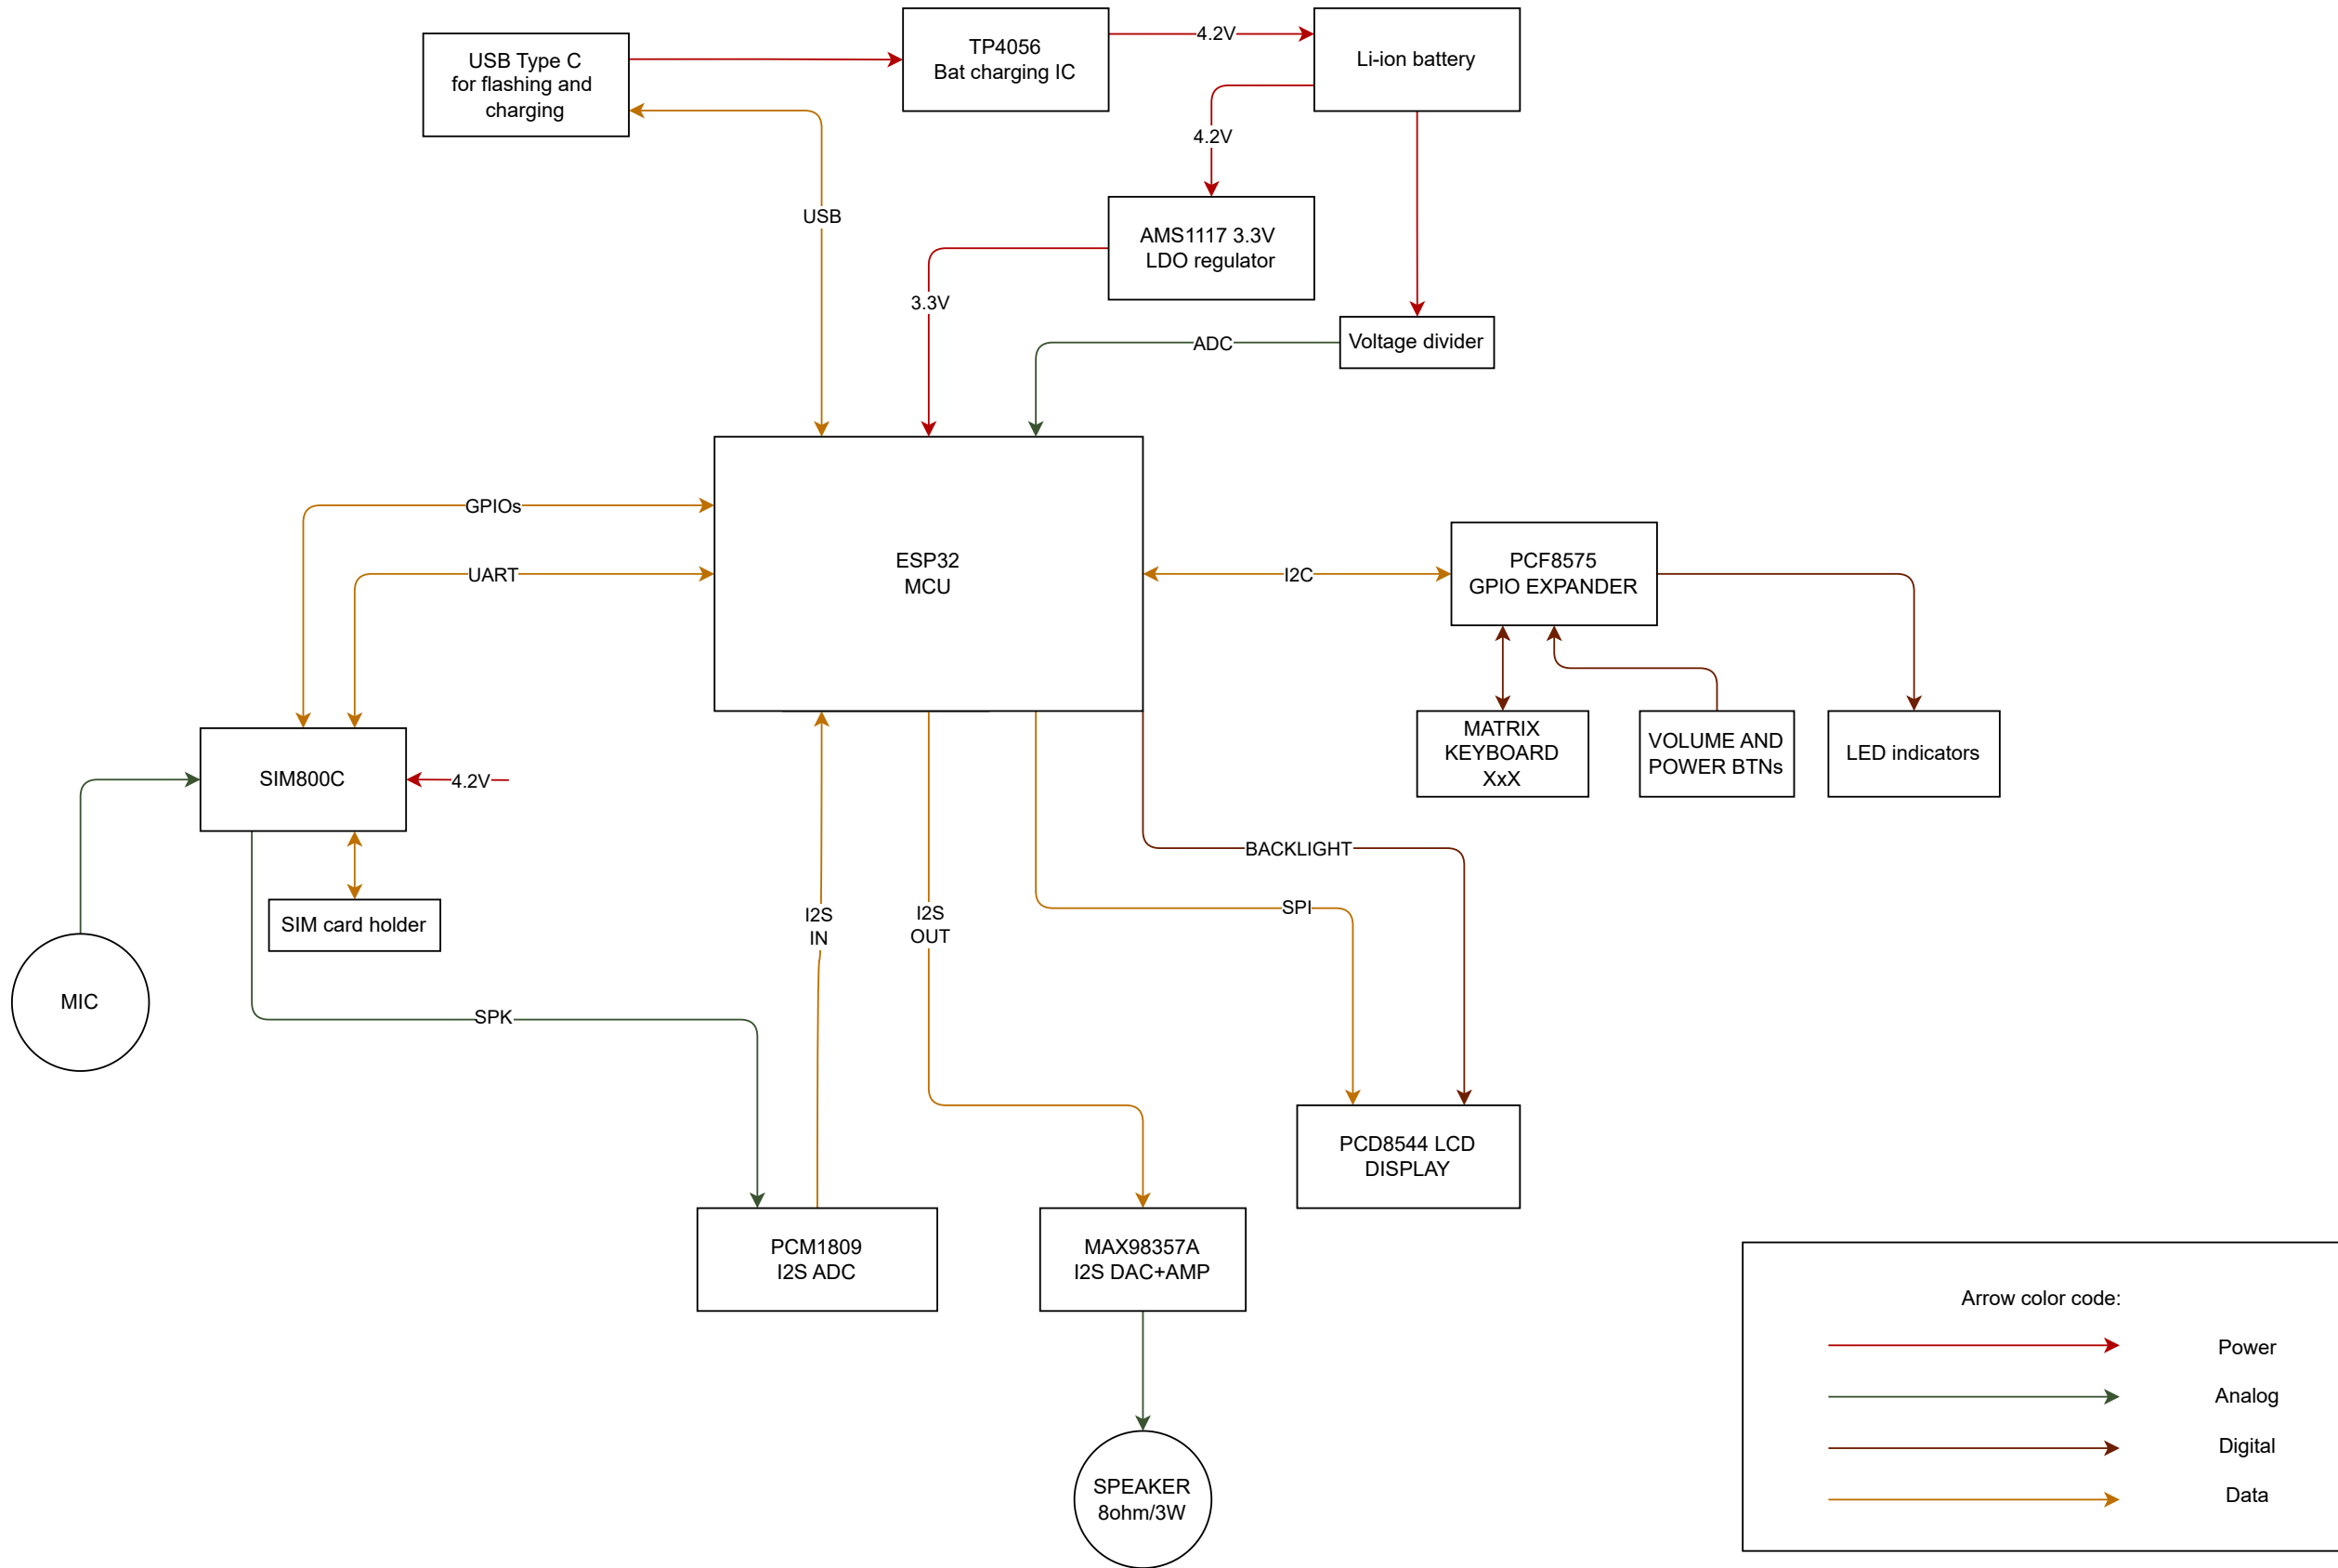 USB Type C
for flashing and
charging
TP4056
Bat charging IC
4.2V
Li-ion battery
4.2V
USB
AMS1117 3.3V
LDO regulator
3.3V
ADC
Voltage divider
GPIOs
UART
ESP32
MCU
I2C
PCF8575
GPIO EXPANDER
SIM800C
4.2V
MATRIX
KEYBOARD
XxX
VOLUME AND
POWER BTNs
LED indicators
BACKLIGHT
SPI
SIM card holder
I2S
IN
I2S
OUT
MIC
SPK
PCD8544 LCD
DISPLAY
PCM1809
I2S ADC
MAX98357A
I2S DAC+AMP
SPEAKER
8ohm/3W
Arrow color code:
Power
Analog
Digital
Data